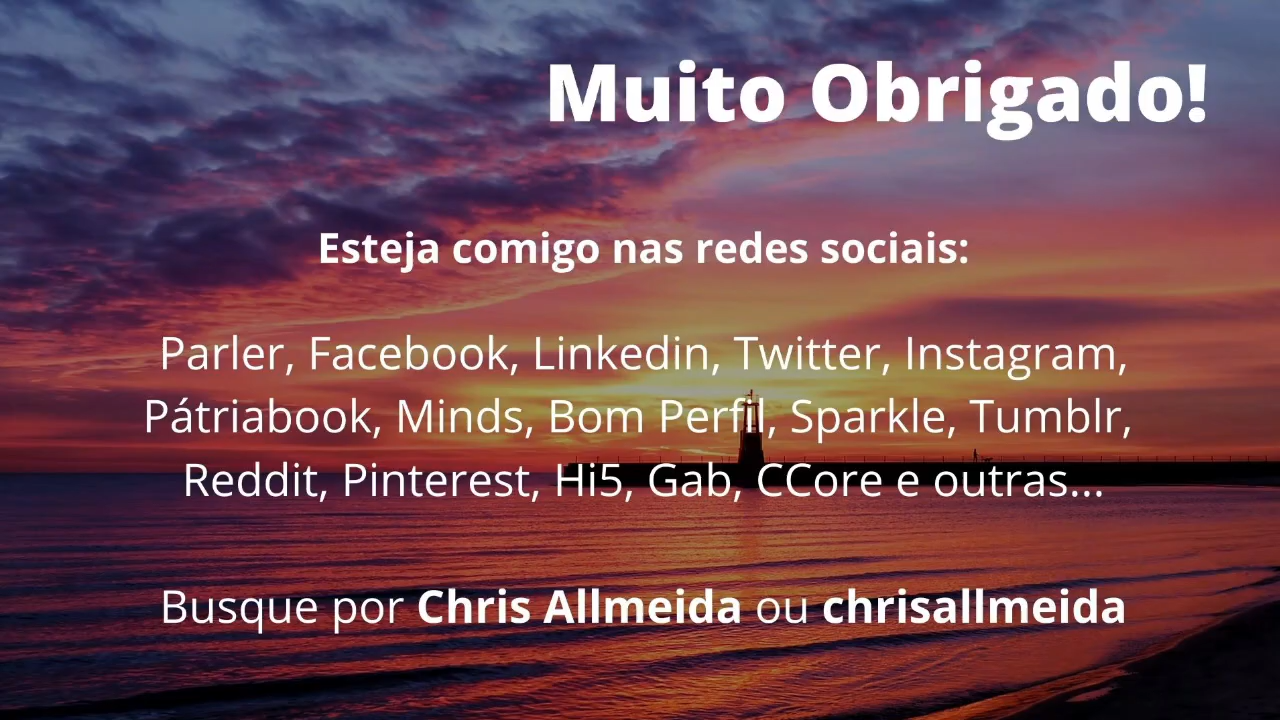 Muito Obrigado!
Esteja comigo nas redes sociais:
Parler, Facebook, Linkedin, Twitter, Instagram,
Pátriabook, Minds, Bom Perfil, Sparkle, Tumblr,
Reddit, Pinterest, Hi5, Gab, CCore e outras...
Busque por Chris Allmeida ou chrisallmeida